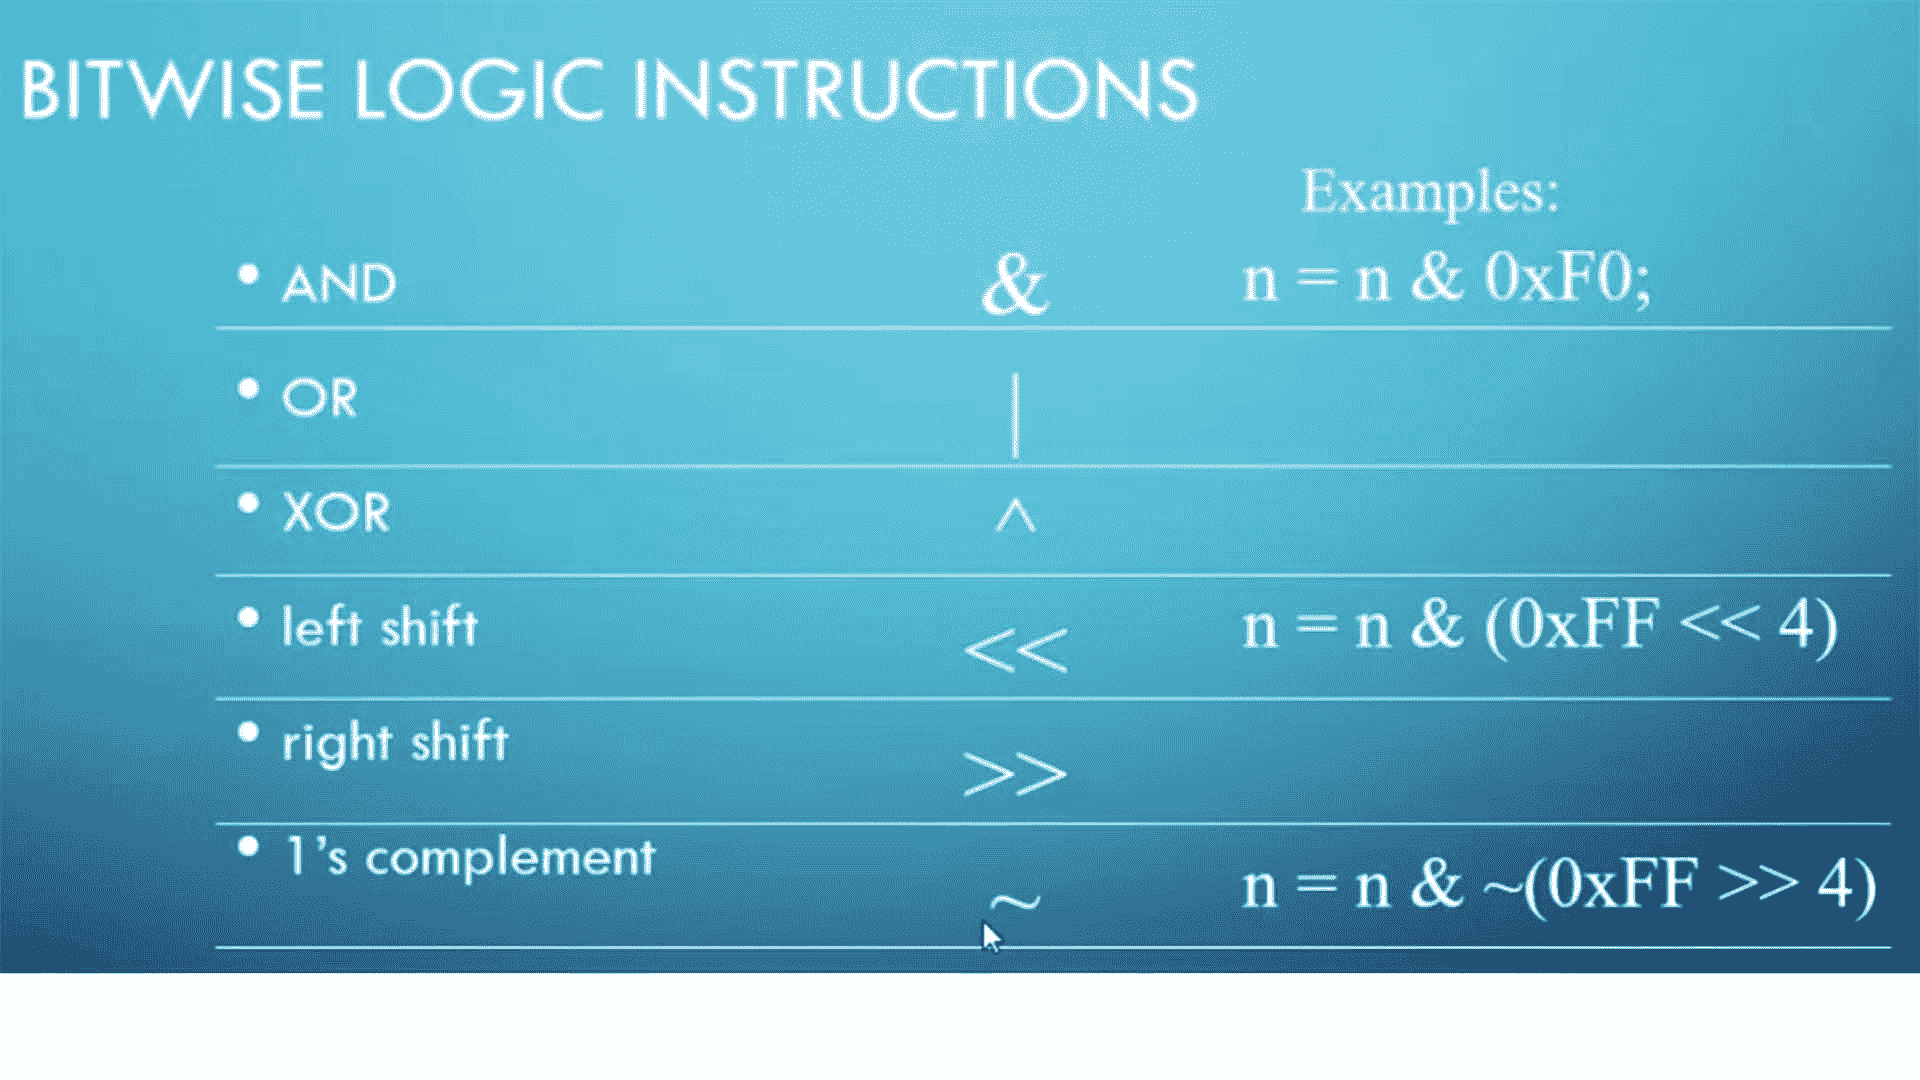 BITWISE LOGIC INSTRUCTIONS
Examples:
• AND & n = n & 0xF0;
• OR |
• XOR ^
• left shift << n = n & (0xFF << 4)
• right shift >>
• 1’s complement ~ n = n & ~(0xFF >> 4)